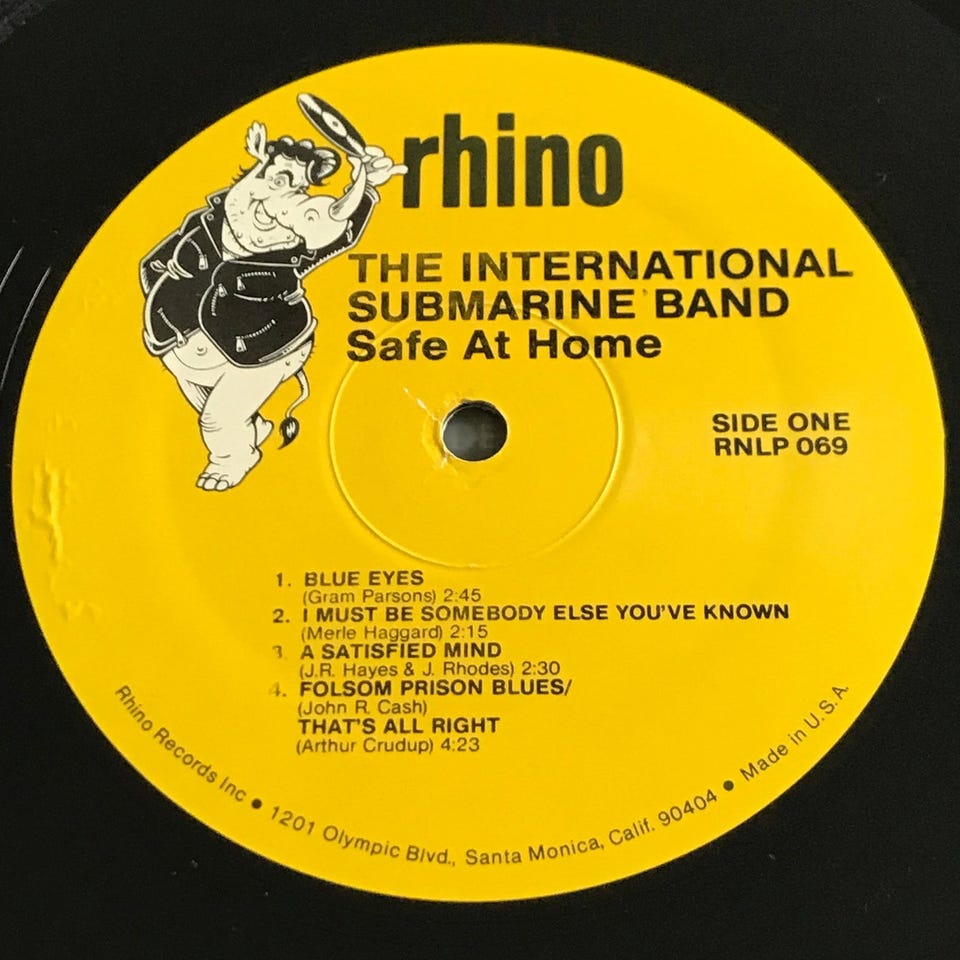 rhino
THE INTERNATIONAL
SUBMARINE BAND
Safe At Home
SIDE ONE
RNLP 069
1. BLUE EYES
(Gram Parsons) 2:45
2. I MUST BE SOMEBODY ELSE YOU'VE KNOWN
(Merle Haggard) 2:15
3. A SATISFIED MIND
(J.R. Hayes & J. Rhodes) 2:30
4. FOLSOM PRISON BLUES/
(John R. Cash)
THAT'S ALL RIGHT
(Arthur Crudup) 4:23
Rhino Records Inc • 1201 Olympic Blvd., Santa Monica, Calif. 90404 • Made in U.S.A.